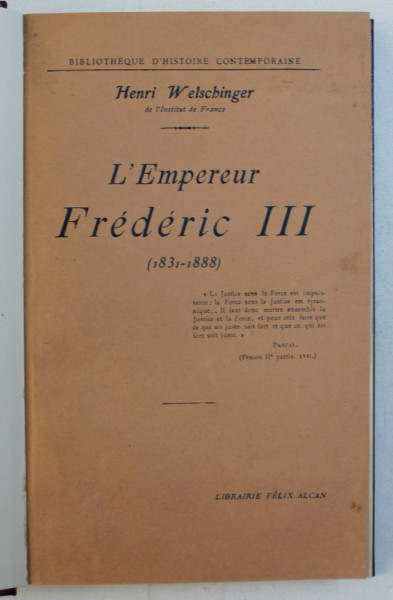 BIBLIOTHÈQUE D'HISTOIRE CONTEMPORAINE
Henri Welschinger
de l'Institut de France
L'Empereur
Frédéric III
(1831-1888)
« La Justice sans la Force est impuis-
sante; la Force sans la Justice est tyran-
nique... Il faut donc mettre ensemble la
Justice et la Force, et pour cela faire que
ce qui est juste soit fort et que ce qui est
fort soit juste. »
Pascal.
(Pensées IIe partie, XVII.)
LIBRAIRIE FÉLIX ALCAN